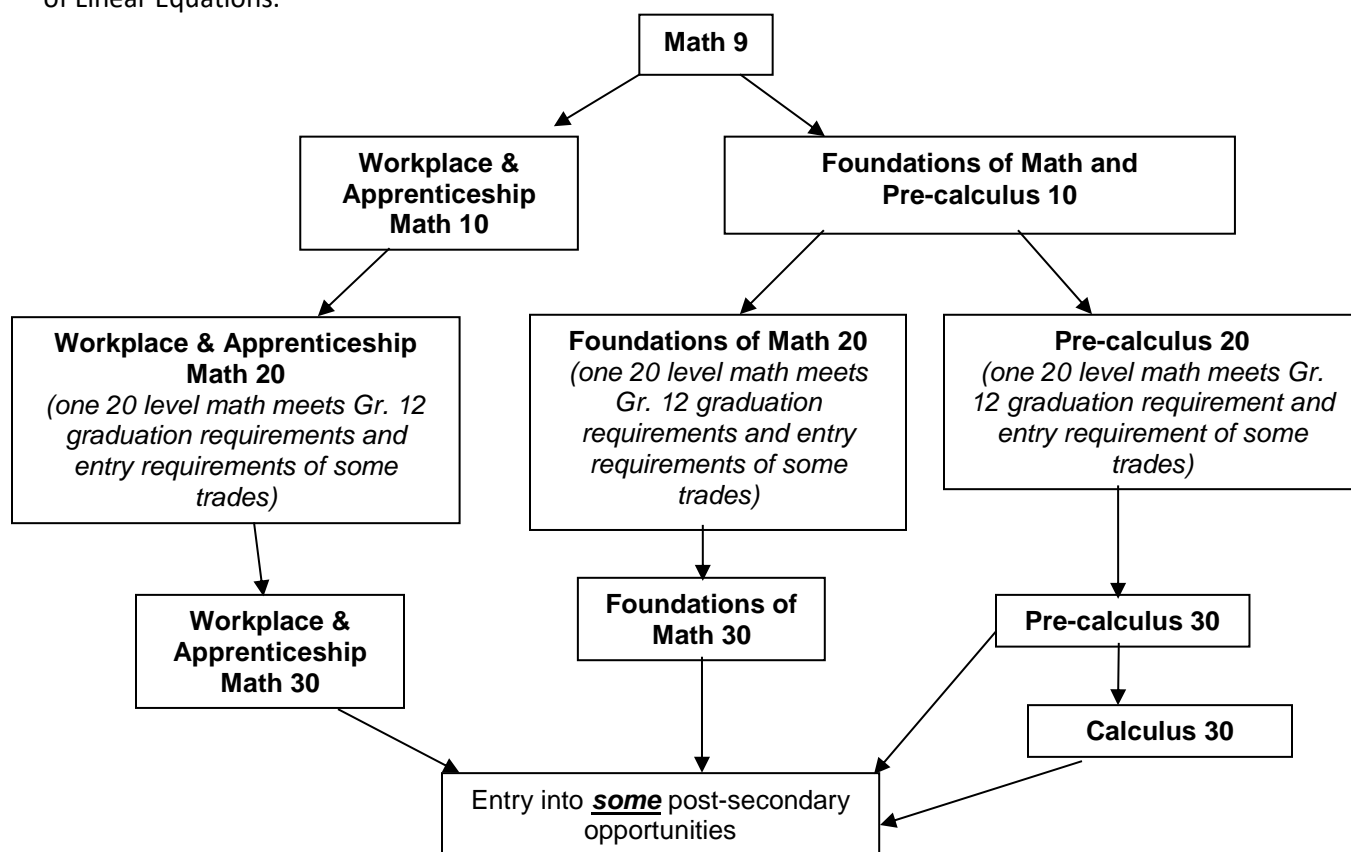 of Linear Equations.
Math 9
Workplace &
Apprenticeship
Math 10
Foundations of Math and
Pre-calculus 10
Workplace & Apprenticeship
Math 20
(one 20 level math meets Gr. 12
graduation requirements and
entry requirements of some
trades)
Foundations of Math 20
(one 20 level math meets
Gr. 12 graduation
requirements and entry
requirements of some
trades)
Pre-calculus 20
(one 20 level math meets Gr.
12 graduation requirement and
entry requirement of some
trades)
Workplace &
Apprenticeship
Math 30
Foundations of
Math 30
Pre-calculus 30
Calculus 30
Entry into some post-secondary
opportunities